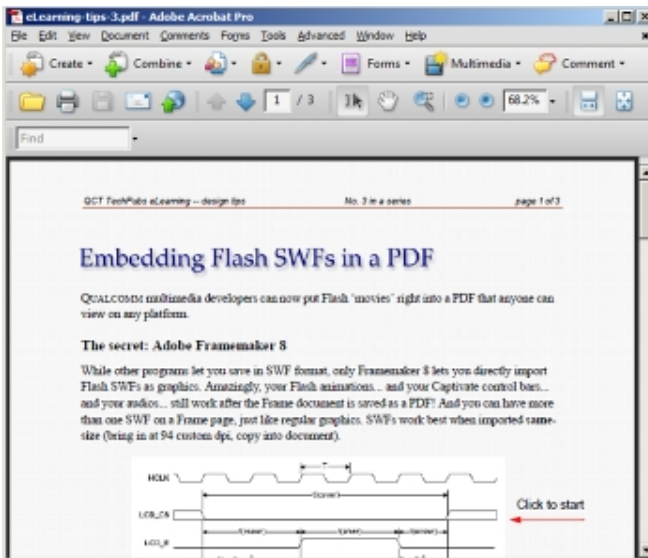 eLearning-tips-3.pdf - Adobe Acrobat Pro
File Edit View Document Comments Forms Tools Advanced Window Help
Create Combine Forms Multimedia Comment
1 / 3 68.2%
Find
QCT TechPubs eLearning -- design tips No. 3 in a series page 1 of 3
Embedding Flash SWFs in a PDF
QUALCOMM multimedia developers can now put Flash "movies" right into a PDF that anyone can
view on any platform.
The secret: Adobe Framemaker 8
While other programs let you save in SWF format, only Framemaker 8 lets you directly import
Flash SWFs as graphics. Amazingly, your Flash animations... and your Captivate control bars...
and your audios... still work after the Frame document is saved as a PDF! And you can have more
than one SWF on a Frame page, just like regular graphics. SWFs work best when imported same-
size (bring in at 94 custom dpi, copy into document).
HCLK
LCD_CS
Click to start